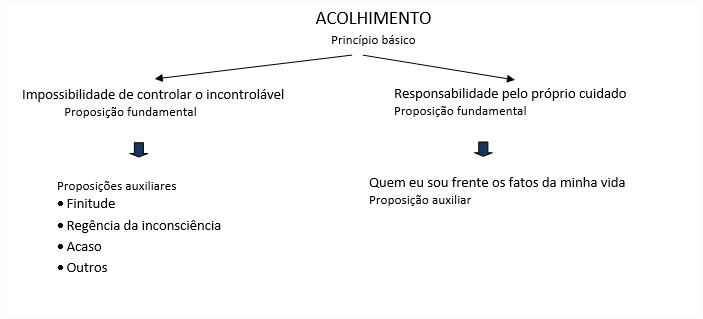 ACOLHIMENTO
Princípio básico
Impossibilidade de controlar o incontrolável
Proposição fundamental
Responsabilidade pelo próprio cuidado
Proposição fundamental
Proposições auxiliares
• Finitude
• Regência da inconsciência
• Acaso
• Outros
Quem eu sou frente os fatos da minha vida
Proposição auxiliar